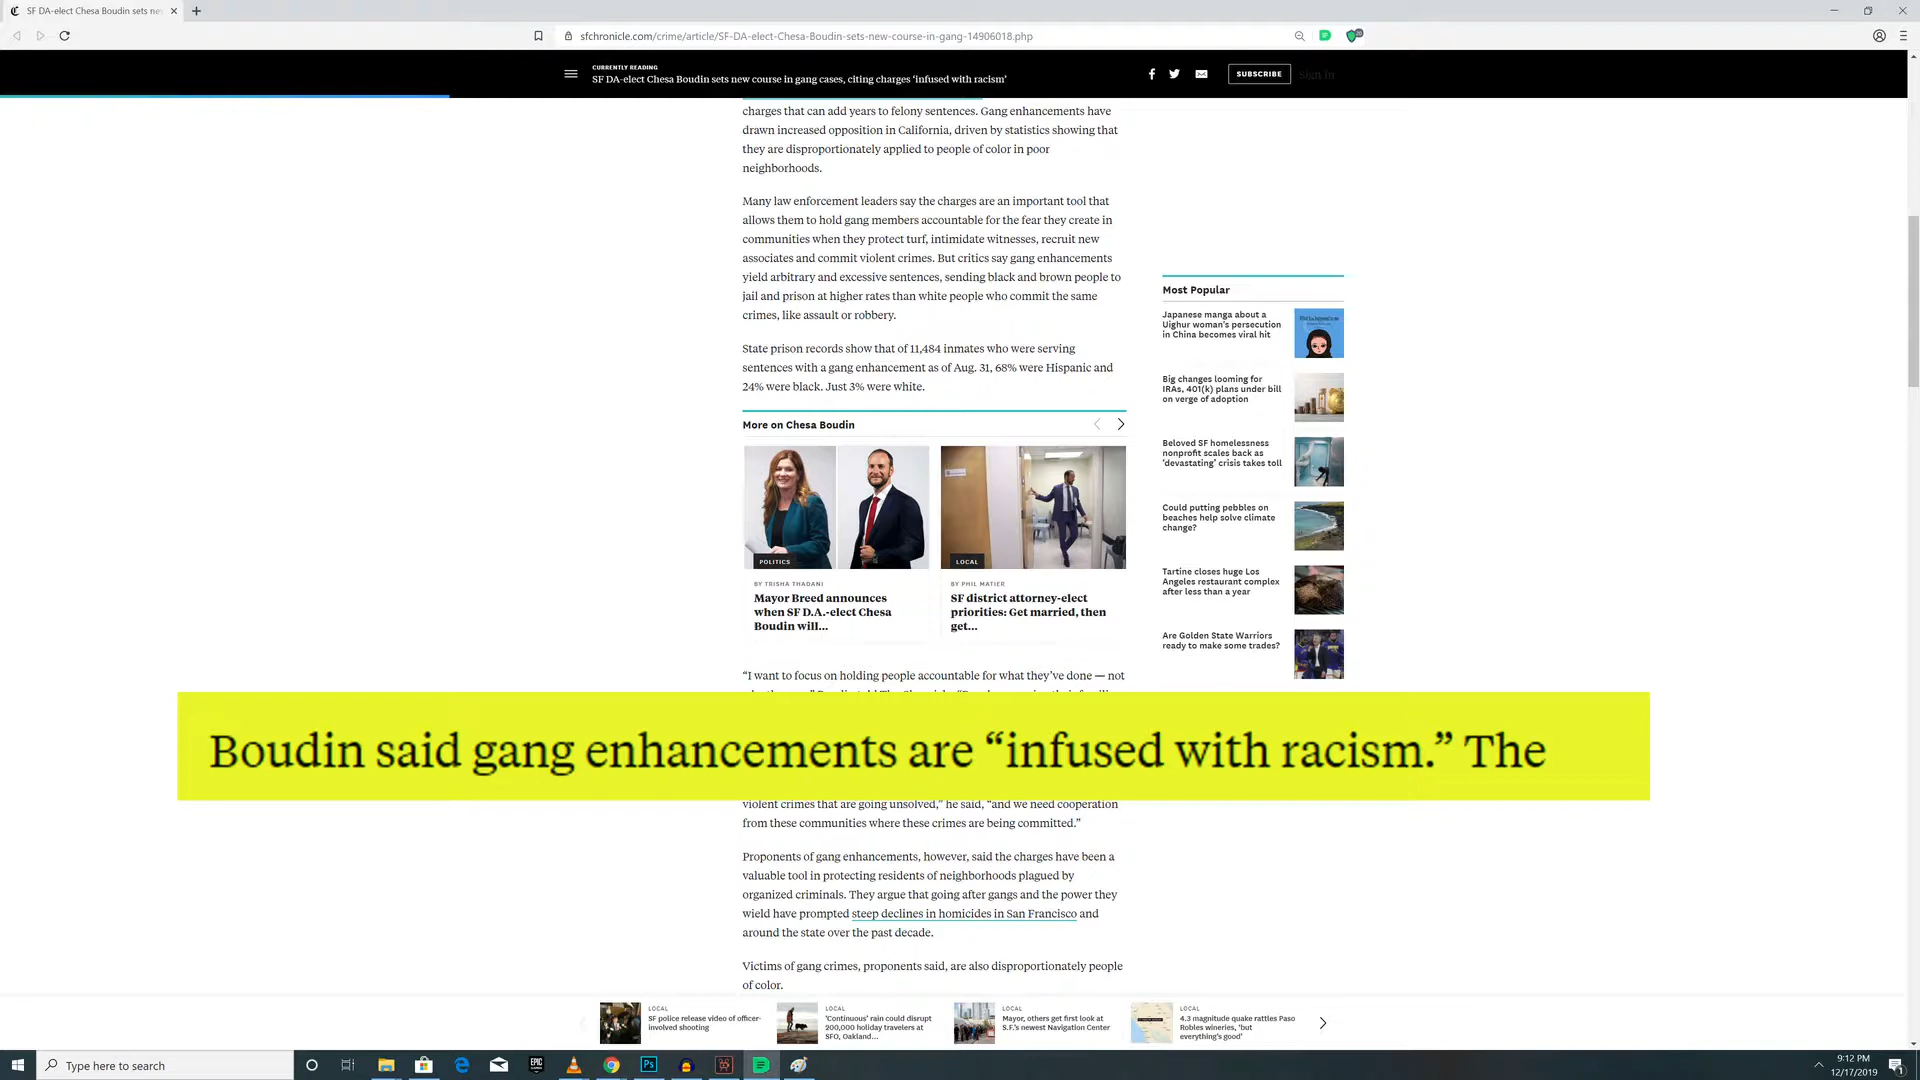 SF DA-elect Chesa Boudin sets ne
sfchronicle.com/crime/article/SF-DA-elect-Chesa-Boudin-sets-new-course-in-gang-14906018.php
CURRENTLY READING
SF DA-elect Chesa Boudin sets new course in gang cases, citing charges ‘infused with racism’
SUBSCRIBE
Sign In
charges that can add years to felony sentences. Gang enhancements have
drawn increased opposition in California, driven by statistics showing that
they are disproportionately applied to people of color in poor
neighborhoods.
Many law enforcement leaders say the charges are an important tool that
allows them to hold gang members accountable for the fear they create in
communities when they protect turf, intimidate witnesses, recruit new
associates and commit violent crimes. But critics say gang enhancements
yield arbitrary and excessive sentences, sending black and brown people to
jail and prison at higher rates than white people who commit the same
crimes, like assault or robbery.
State prison records show that of 11,484 inmates who were serving
sentences with a gang enhancement as of Aug. 31, 68% were Hispanic and
24% were black. Just 3% were white.
More on Chesa Boudin
POLITICS
BY TRISHA THADANI
Mayor Breed announces
when SF D.A.-elect Chesa
Boudin will...
LOCAL
BY PHIL MATIER
SF district attorney-elect
priorities: Get married, then
get...
“I want to focus on holding people accountable for what they’ve done — not
Boudin said gang enhancements are “infused with racism.” The
violent crimes that are going unsolved,” he said, “and we need cooperation
from these communities where these crimes are being committed.”
Proponents of gang enhancements, however, said the charges have been a
valuable tool in protecting residents of neighborhoods plagued by
organized criminals. They argue that going after gangs and the power they
wield have prompted steep declines in homicides in San Francisco and
around the state over the past decade.
Victims of gang crimes, proponents said, are also disproportionately people
of color.
Most Popular
Japanese manga about a
Uighur woman’s persecution
in China becomes viral hit
Big changes looming for
IRAs, 401(k) plans under bill
on verge of adoption
Beloved SF homelessness
nonprofit scales back as
‘devastating’ crisis takes toll
Could putting pebbles on
beaches help solve climate
change?
Tartine closes huge Los
Angeles restaurant complex
after less than a year
Are Golden State Warriors
ready to make some trades?
LOCAL
SF police release video of officer-
involved shooting
LOCAL
‘Continuous’ rain could disrupt
200,000 holiday travelers at
SFO, Oakland...
LOCAL
Mayor, others get first look at
S.F.’s newest Navigation Center
LOCAL
4.3 magnitude quake rattles Paso
Robles wineries, ‘but
everything’s good’
Type here to search
EPIC
Ps
9:12 PM
12/17/2019